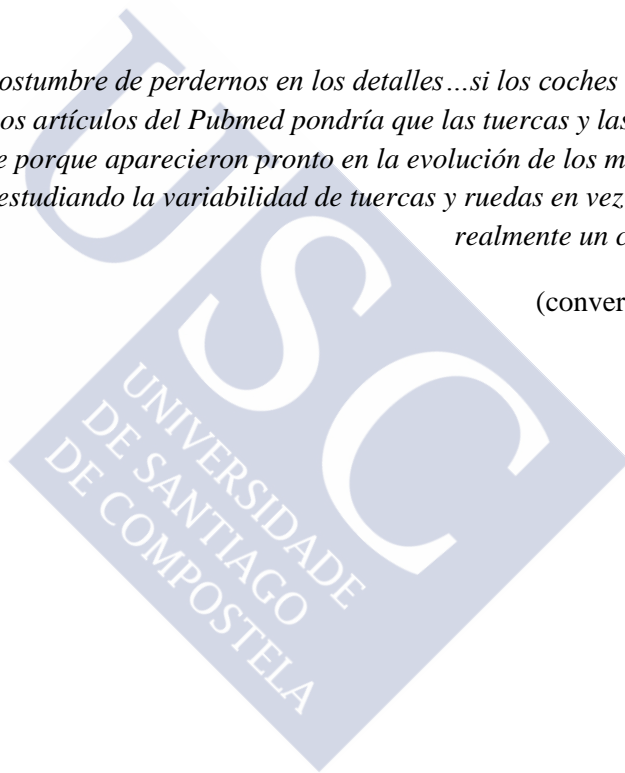 ostumbre de perdernos en los detalles…si los coches
os artículos del Pubmed pondría que las tuercas y las
e porque aparecieron pronto en la evolución de los m
estudiando la variabilidad de tuercas y ruedas en vez
realmente un c
(conver
USC
UNIVERSIDADE
DE SANTIAGO
DE COMPOSTELA